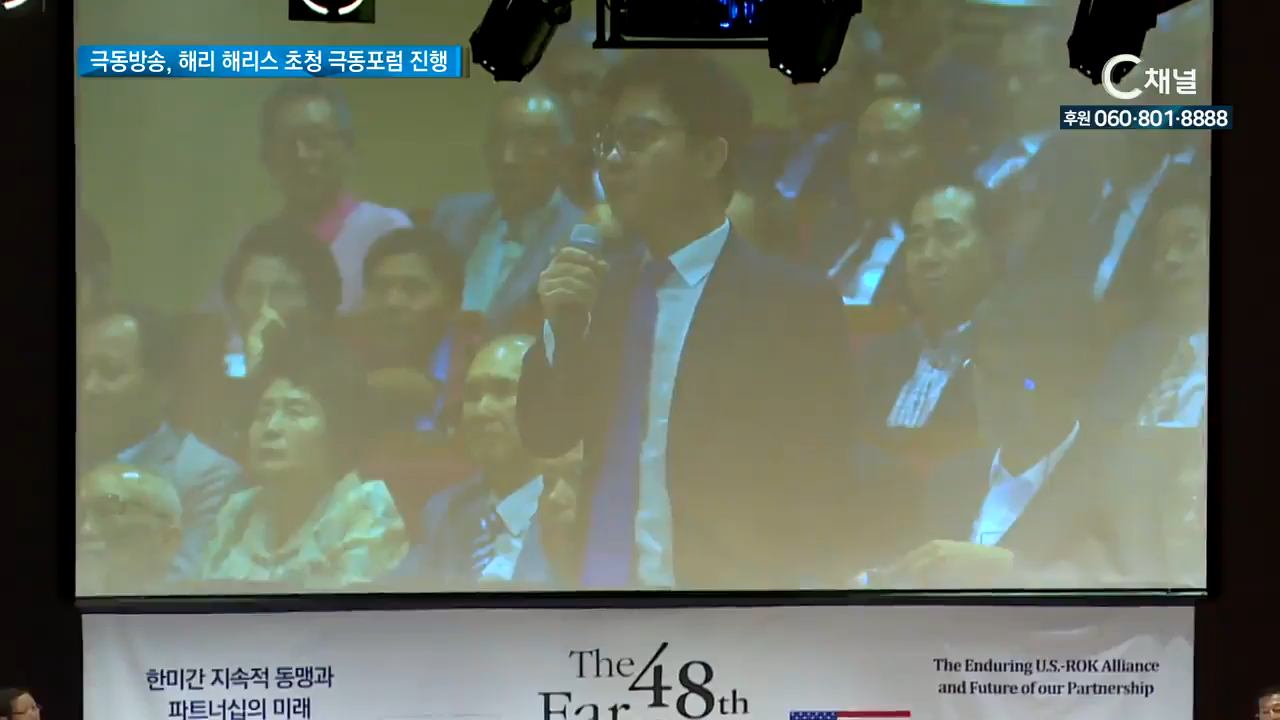 극동방송, 해리 해리스 초청 극동포럼 진행
C채널
후원 060·801·8888
한미간 지속적 동맹과
파트너십의 미래
The 48th
Far
The Enduring U.S.-ROK Alliance
and Future of our Partnership